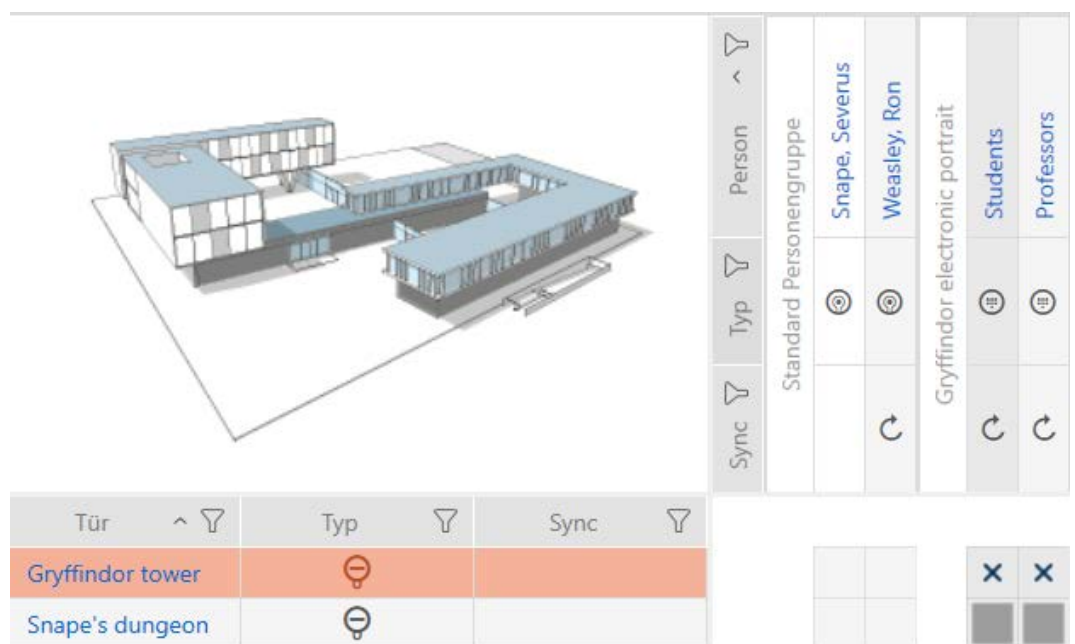 Person
Typ
Sync
Standard Personengruppe
Snape, Severus
Weasley, Ron
Gryffindor electronic portrait
Students
Professors
Tür
Typ
Sync
Gryffindor tower
Snape's dungeon